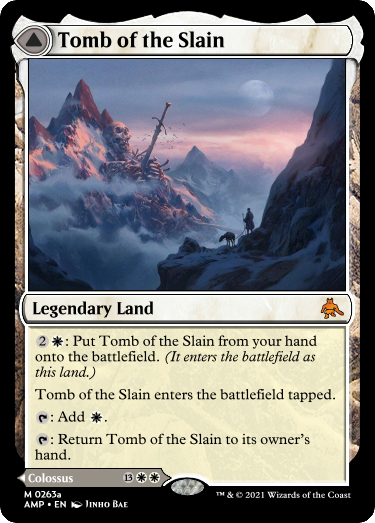 Tomb of the Slain
Legendary Land
2 : Put Tomb of the Slain from your hand
onto the battlefield. (It enters the battlefield as
this land.)
Tomb of the Slain enters the battlefield tapped.
: Add .
: Return Tomb of the Slain to its owner's
hand.
Colossus 13
M 0263a
AMP • EN Jinho Bae
™ & © 2021 Wizards of the Coast